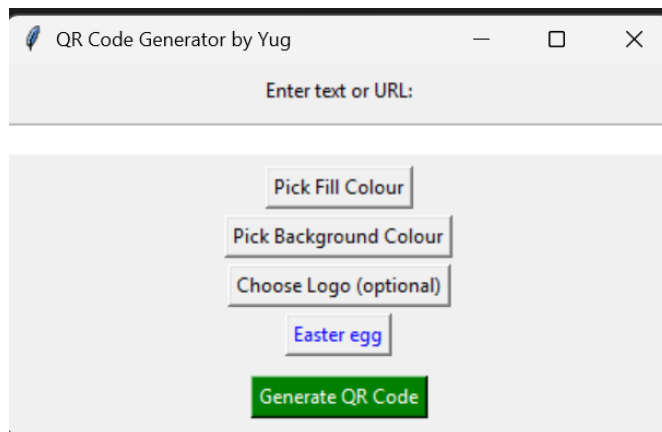 QR Code Generator by Yug
Enter text or URL:
Pick Fill Colour
Pick Background Colour
Choose Logo (optional)
Easter egg
Generate QR Code